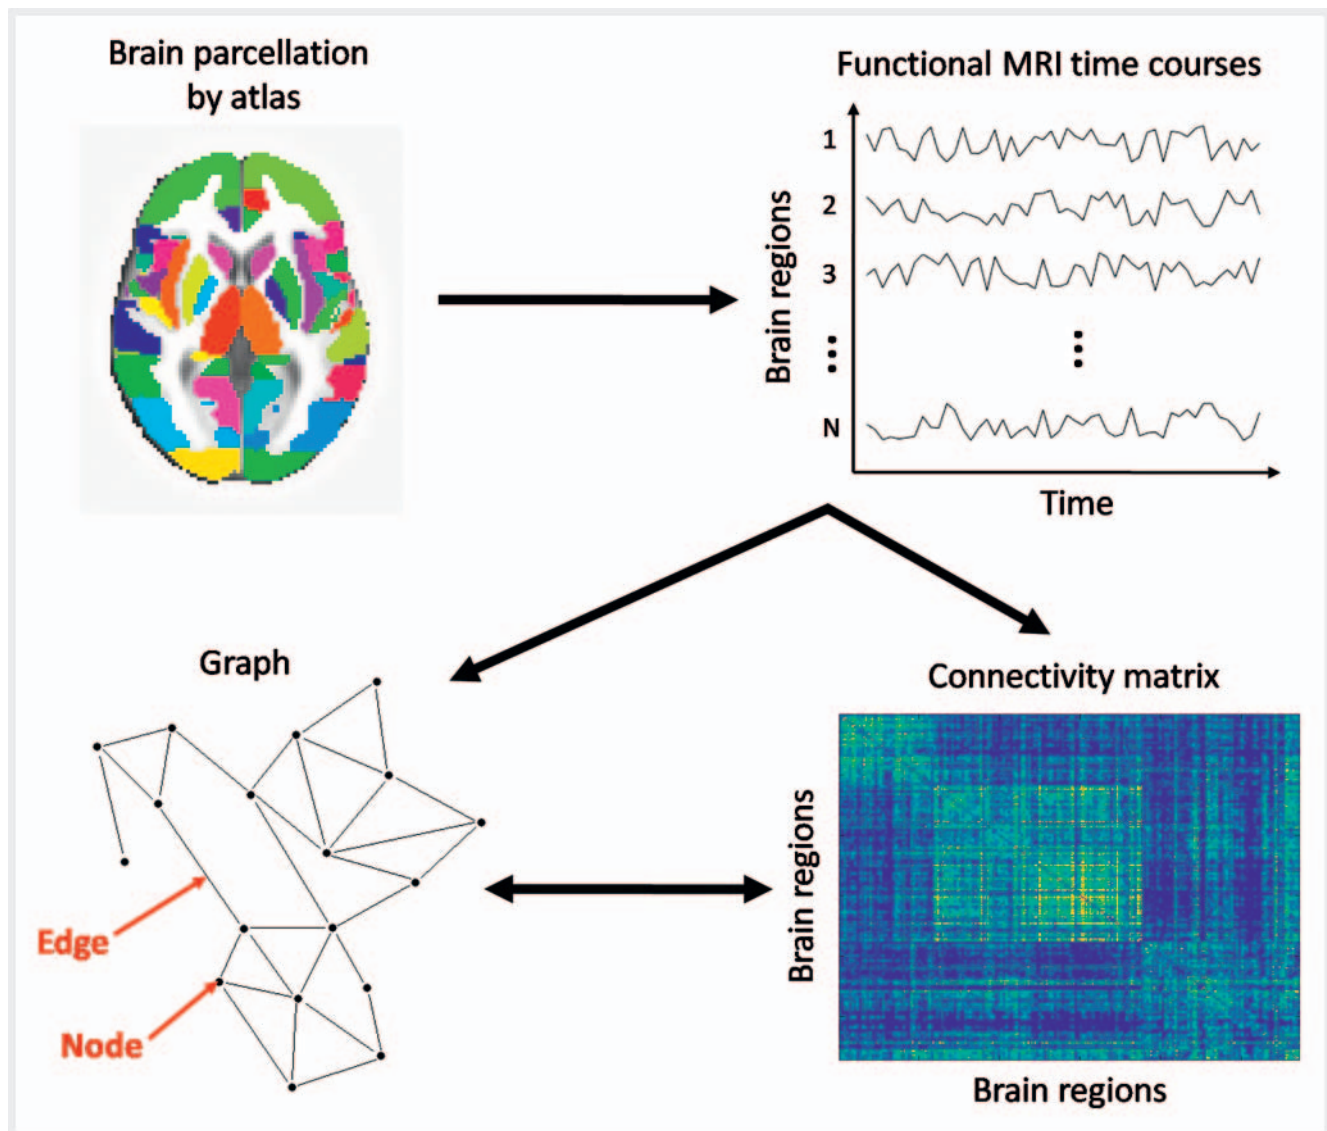 Brain parcellation
by atlas
Functional MRI time courses
Brain regions
1
2
3
...
N
...
Time
Graph
Edge
Node
Connectivity matrix
Brain regions
Brain regions